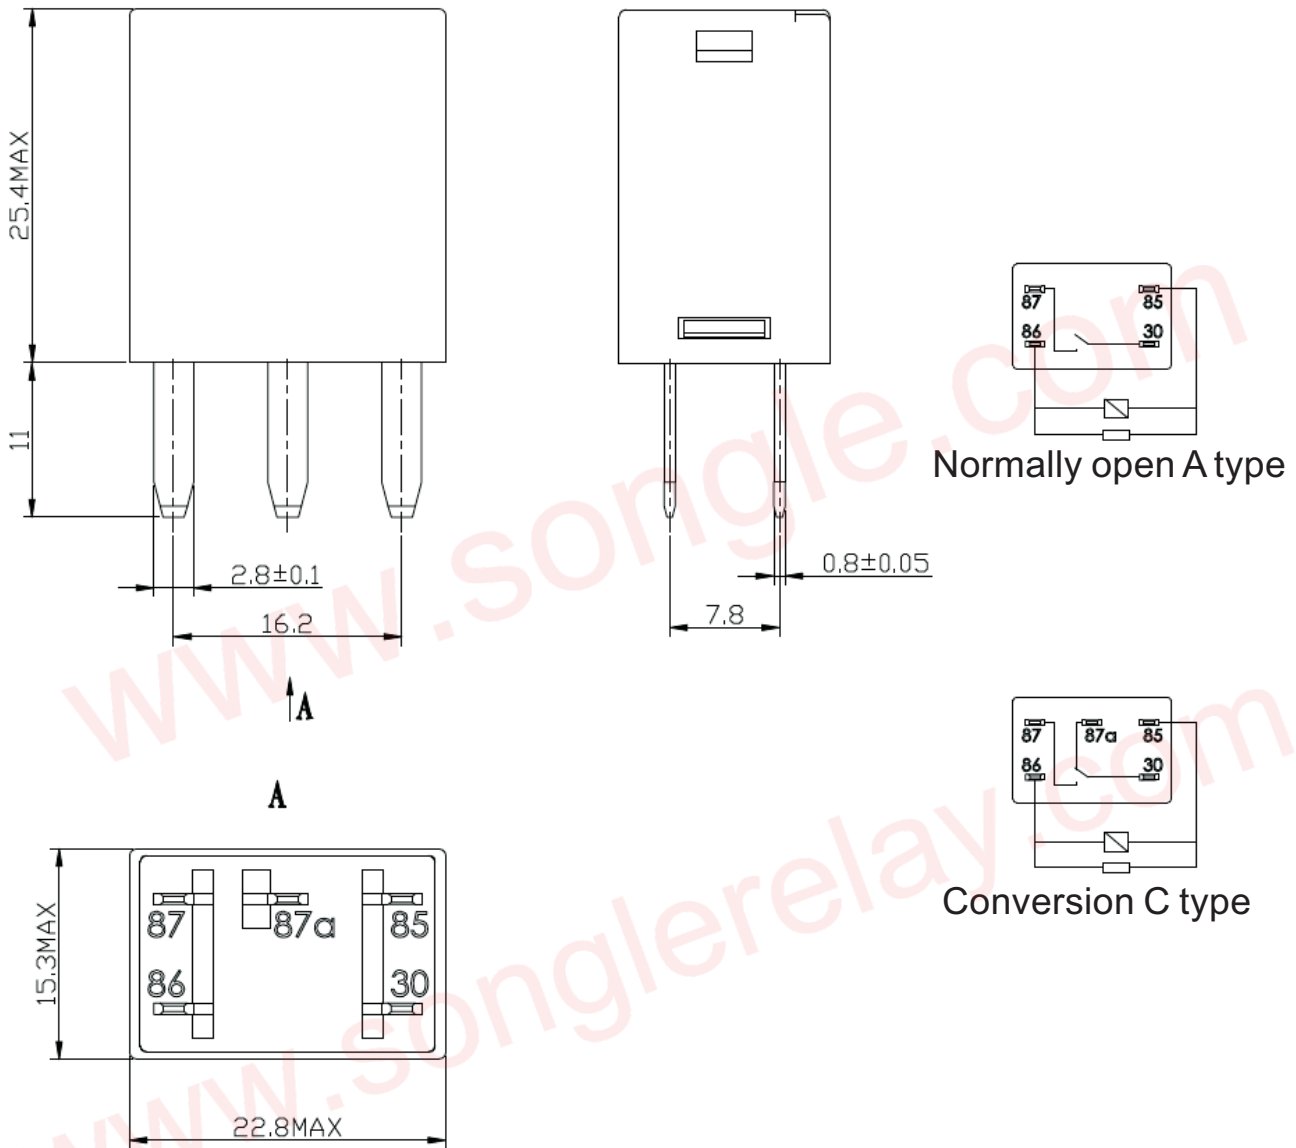 25.4MAX
11
2.8±0.1
16.2
0.8±0.05
7.8
A
A
87
85
86
30
Normally open A type
87
87a
85
86
30
Conversion C type
87
87a
85
86
30
15.3MAX
22.8MAX
www.songle.com
www.songlerelay.com